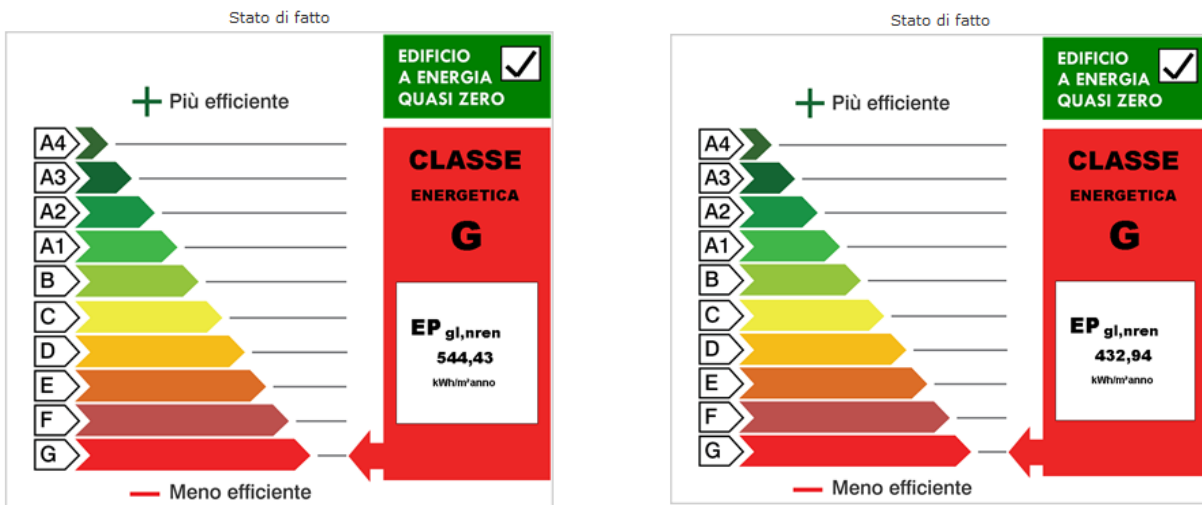 Stato di fatto
EDIFICIO
A ENERGIA
QUASI ZERO
Più efficiente
A4
A3
A2
A1
B
C
D
E
F
G
Meno efficiente
CLASSE
ENERGETICA
G
EP gl,nren
544,43
kWh/m²anno
Stato di fatto
EDIFICIO
A ENERGIA
QUASI ZERO
Più efficiente
A4
A3
A2
A1
B
C
D
E
F
G
Meno efficiente
CLASSE
ENERGETICA
G
EP gl,nren
432,94
kWh/m²anno